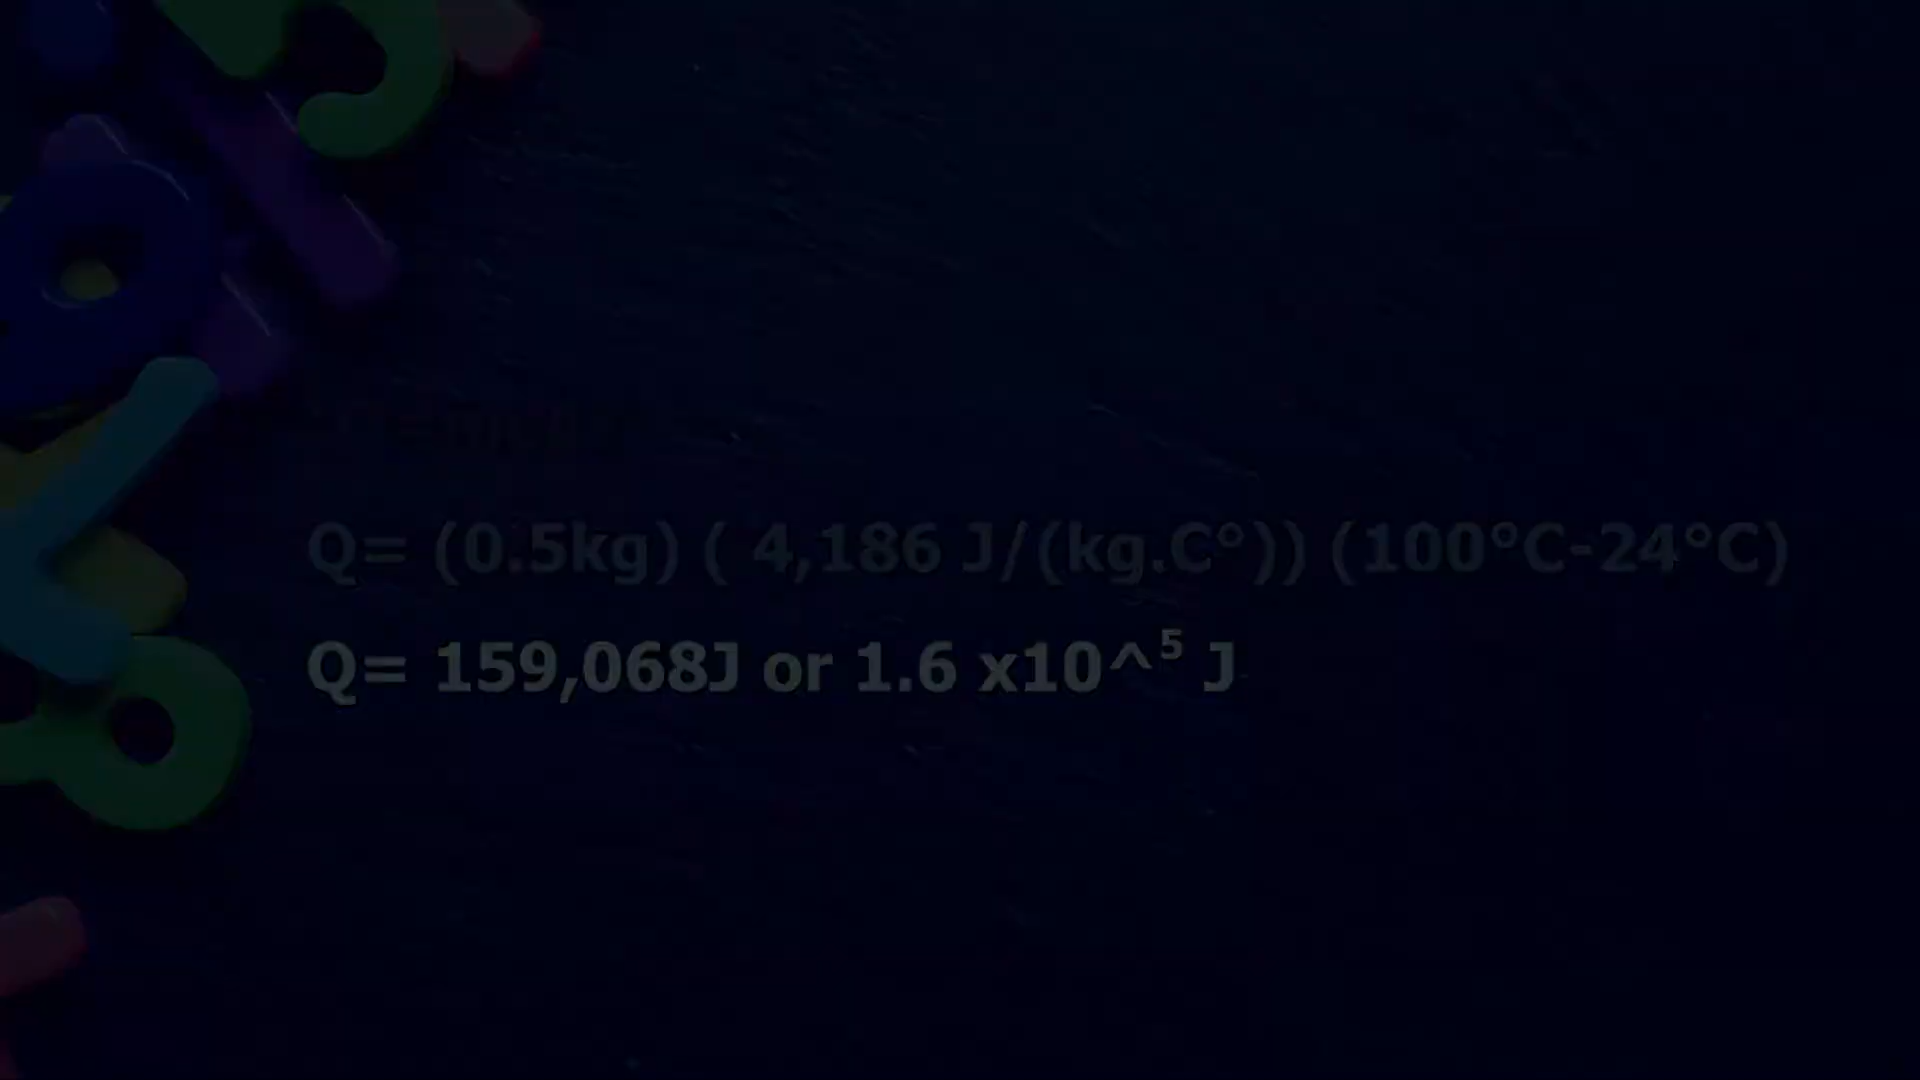 Q= (0.5kg) ( 4,186 J/(kg.C°)) (100°C-24°C)
Q= 159,068J or 1.6 x10^⁵ J